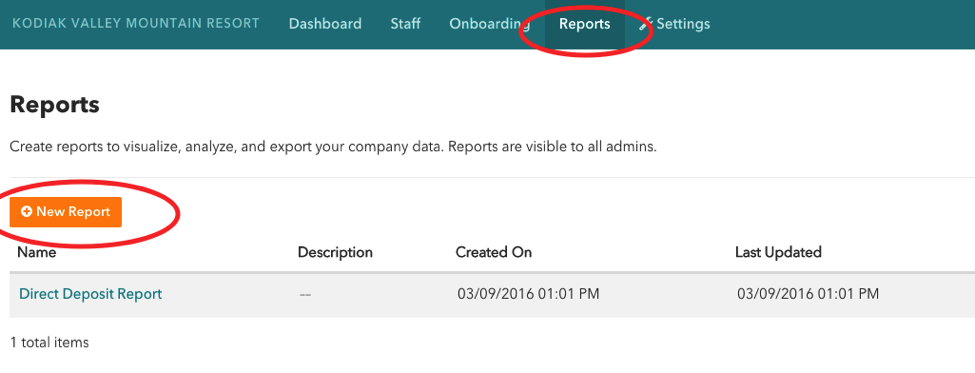 KODIAK VALLEY MOUNTAIN RESORT Dashboard Staff Onboarding Reports Settings
Reports
Create reports to visualize, analyze, and export your company data. Reports are visible to all admins.
New Report
Name Description Created On Last Updated
Direct Deposit Report -- 03/09/2016 01:01 PM 03/09/2016 01:01 PM
1 total items